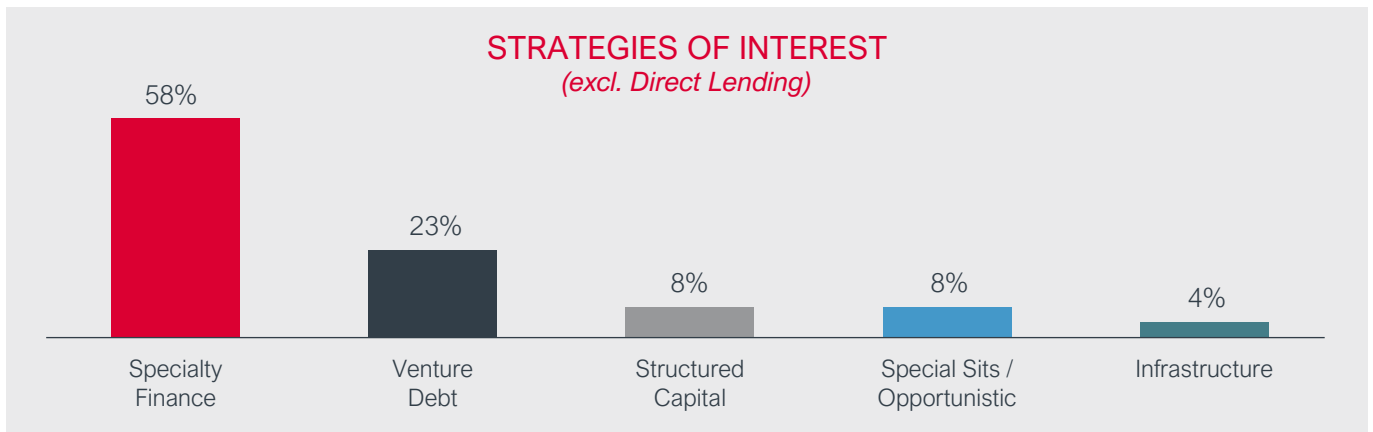 STRATEGIES OF INTEREST
(excl. Direct Lending)
58%
23%
8%
8%
4%
Specialty
Finance
Venture
Debt
Structured
Capital
Special Sits /
Opportunistic
Infrastructure